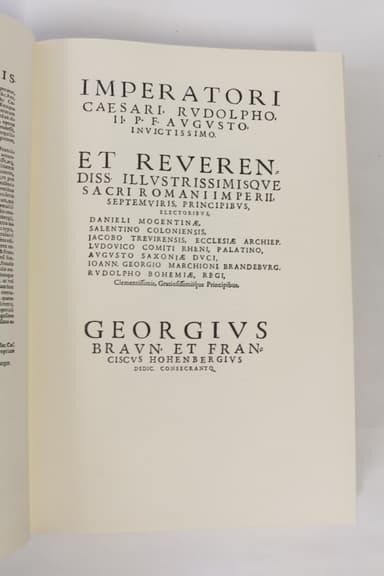 IS.
IMPERATORI
CAESARI. RVDOLPHO.
II. P. F. AVGVSTO.
INVICTISSIMO.
ET REVEREN-
DISS. ILLVSTRISSIMISQVE
SACRI ROMANI IMPERII,
SEPTEMVIRIS, PRINCIPIBVS,
ELECTORIBVS,
DANIELI MOGENTINÆ,
SALENTINO COLONIENSIS,
JACOBO TREVIRENSIS, ECCLESIÆ ARCHIEP.
LVDOVICO COMITI RHENI, PALATINO,
AVGVSTO SAXONIÆ DVCI,
IOANN. GEORGIO MARCHIONI BRANDEBVRG.
RVDOLPHO BOHEMIÆ, REGI,
Clementissimis, Gratiosissimisque Principibus.
GEORGIVS
BRAVN. ET FRAN-
CISCVS HOHENBERGIVS
DEDIC. CONSECRANTQ.